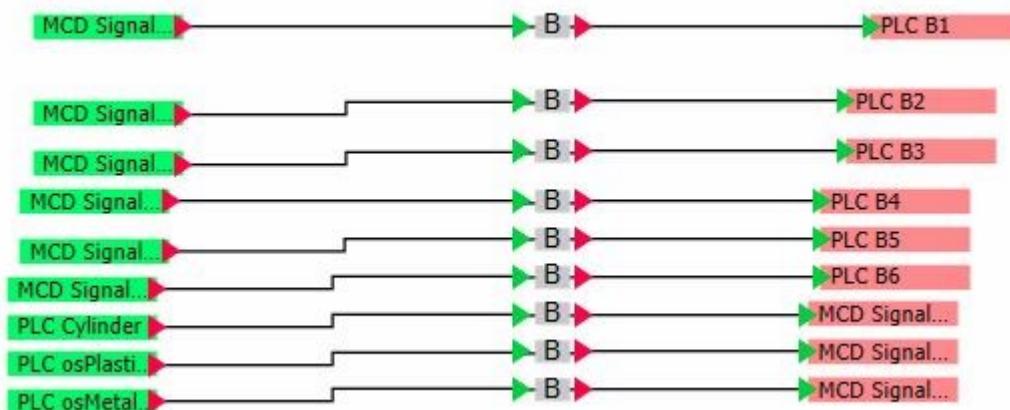 MCD Signal... B PLC B1
MCD Signal... B PLC B2
MCD Signal... B PLC B3
MCD Signal... B PLC B4
MCD Signal... B PLC B5
MCD Signal... B PLC B6
PLC Cylinder B MCD Signal...
PLC osPlasti... B MCD Signal...
PLC osMetal... B MCD Signal...